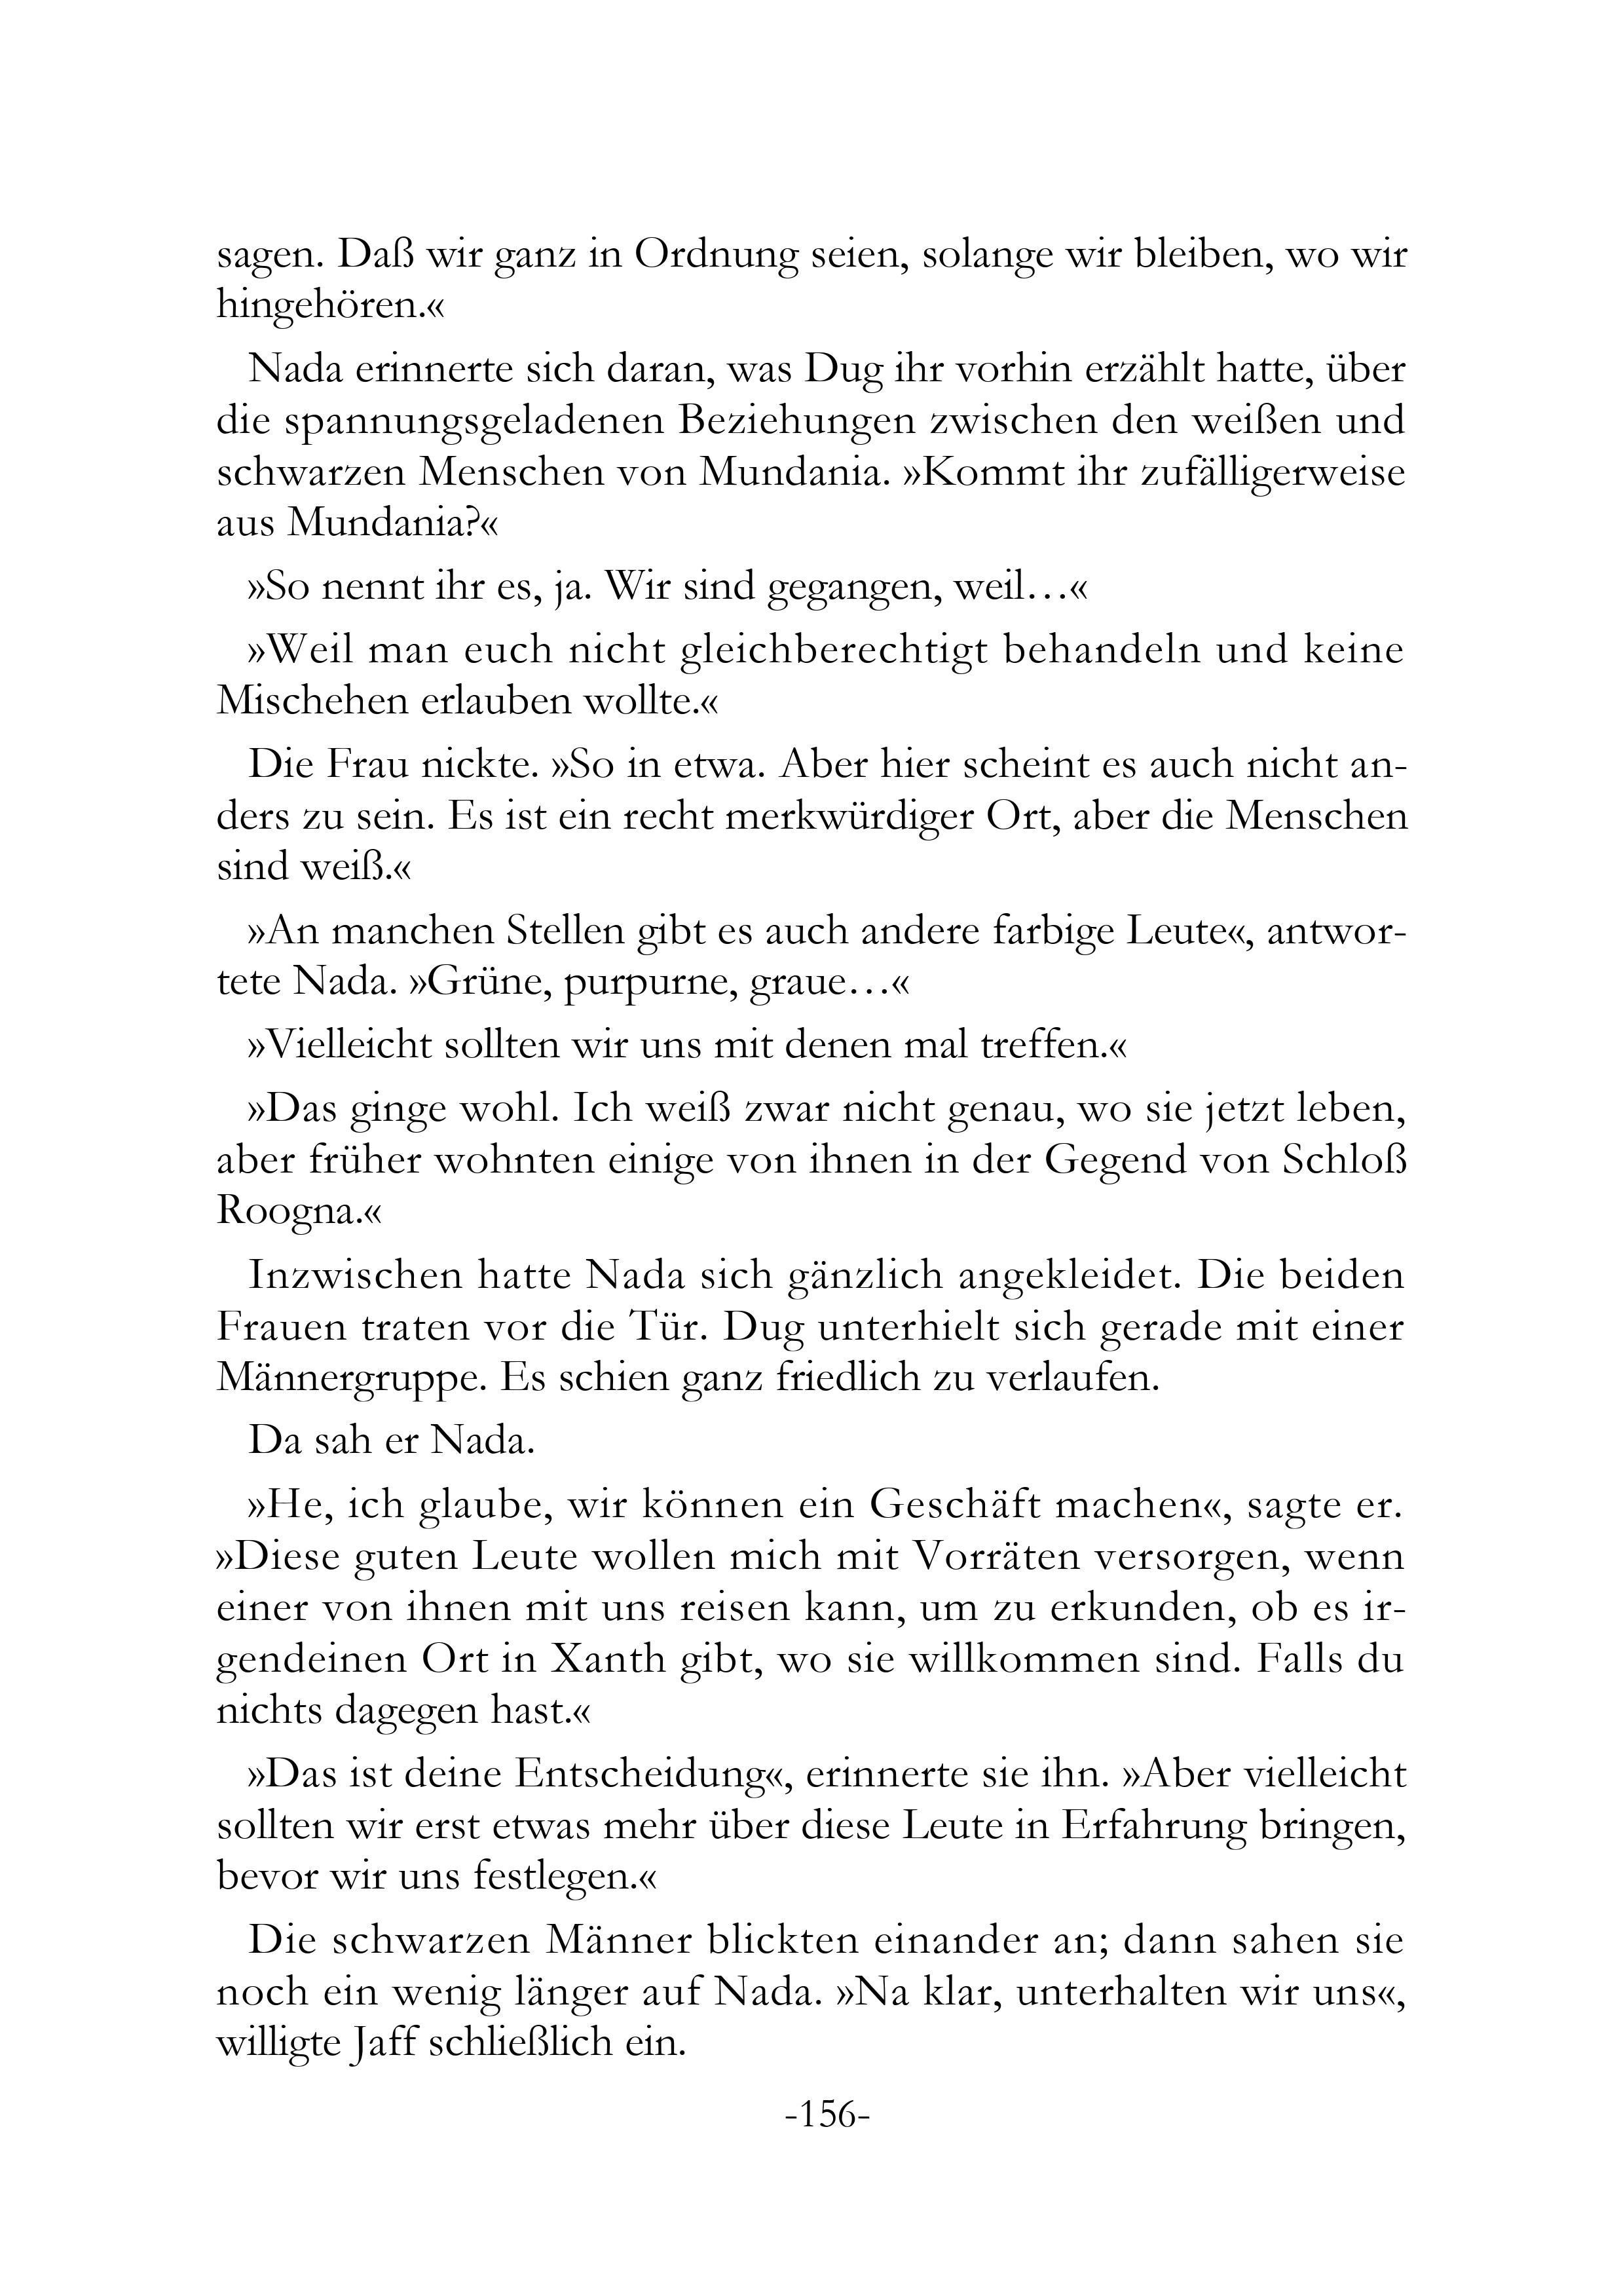 sagen. Daß wir ganz in Ordnung seien, solange wir bleiben, wo wir
hingehören.«
Nada erinnerte sich daran, was Dug ihr vorhin erzählt hatte, über
die spannungsgeladenen Beziehungen zwischen den weißen und
schwarzen Menschen von Mundania. »Kommt ihr zufälligerweise
aus Mundania?«
»So nennt ihr es, ja. Wir sind gegangen, weil…«
»Weil man euch nicht gleichberechtigt behandeln und keine
Mischehen erlauben wollte.«
Die Frau nickte. »So in etwa. Aber hier scheint es auch nicht an-
ders zu sein. Es ist ein recht merkwürdiger Ort, aber die Menschen
sind weiß.«
»An manchen Stellen gibt es auch andere farbige Leute«, antwor-
tete Nada. »Grüne, purpurne, graue…«
»Vielleicht sollten wir uns mit denen mal treffen.«
»Das ginge wohl. Ich weiß zwar nicht genau, wo sie jetzt leben,
aber früher wohnten einige von ihnen in der Gegend von Schloß
Roogna.«
Inzwischen hatte Nada sich gänzlich angekleidet. Die beiden
Frauen traten vor die Tür. Dug unterhielt sich gerade mit einer
Männergruppe. Es schien ganz friedlich zu verlaufen.
Da sah er Nada.
»He, ich glaube, wir können ein Geschäft machen«, sagte er.
»Diese guten Leute wollen mich mit Vorräten versorgen, wenn
einer von ihnen mit uns reisen kann, um zu erkunden, ob es ir-
gendeinen Ort in Xanth gibt, wo sie willkommen sind. Falls du
nichts dagegen hast.«
»Das ist deine Entscheidung«, erinnerte sie ihn. »Aber vielleicht
sollten wir erst etwas mehr über diese Leute in Erfahrung bringen,
bevor wir uns festlegen.«
Die schwarzen Männer blickten einander an; dann sahen sie
noch ein wenig länger auf Nada. »Na klar, unterhalten wir uns«,
willigte Jaff schließlich ein.
-156-